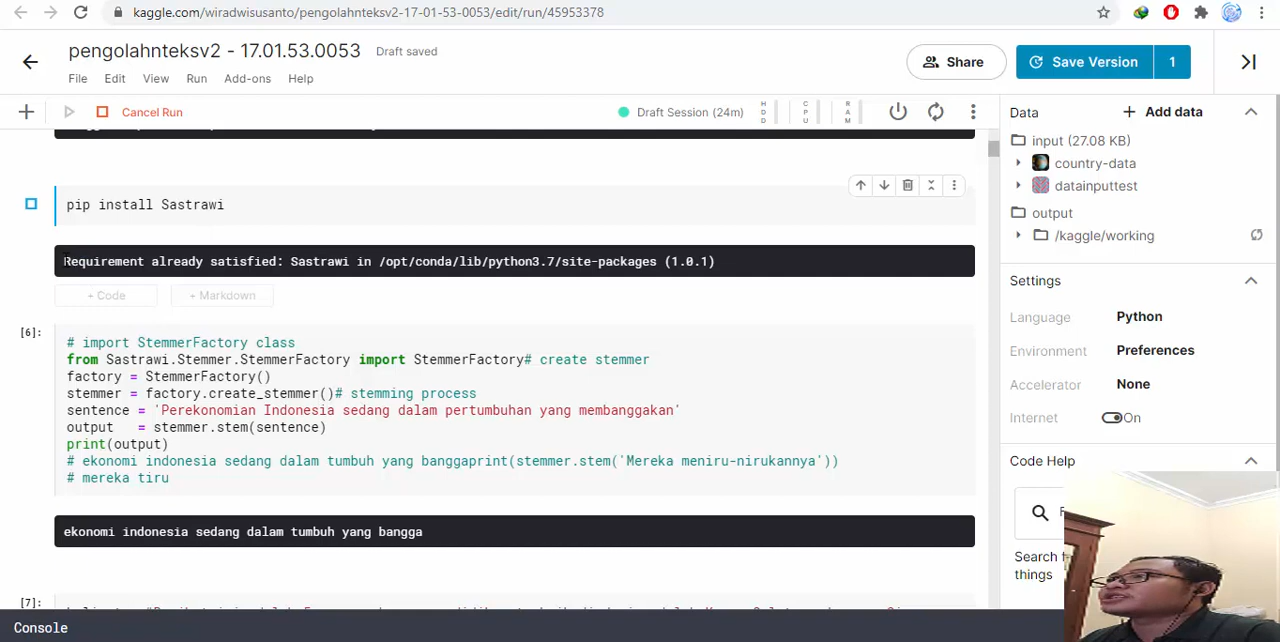 kaggle.com/wiradwisusanto/pengolahnteksv2-17-01-53-0053/edit/run/45953378
pengolahnteksv2 - 17.01.53.0053
Draft saved
File Edit View Run Add-ons Help
Share
Save Version 1
Cancel Run
Draft Session (24m)
HDD
CPU
RAM
Data
Add data
input (27.08 KB)
country-data
datainputtest
output
/kaggle/working
Settings
Language Python
Environment Preferences
Accelerator None
Internet On
Code Help
Search
things
pip install Sastrawi
Requirement already satisfied: Sastrawi in /opt/conda/lib/python3.7/site-packages (1.0.1)
+ Code + Markdown
[6]:
# import StemmerFactory class
from Sastrawi.Stemmer.StemmerFactory import StemmerFactory# create stemmer
factory = StemmerFactory()
stemmer = factory.create_stemmer()# stemming process
sentence = 'Perekonomian Indonesia sedang dalam pertumbuhan yang membanggakan'
output = stemmer.stem(sentence)
print(output)
# ekonomi indonesia sedang dalam tumbuh yang banggaprint(stemmer.stem('Mereka meniru-nirukannya'))
# mereka tiru
ekonomi indonesia sedang dalam tumbuh yang bangga
[7]:
Console